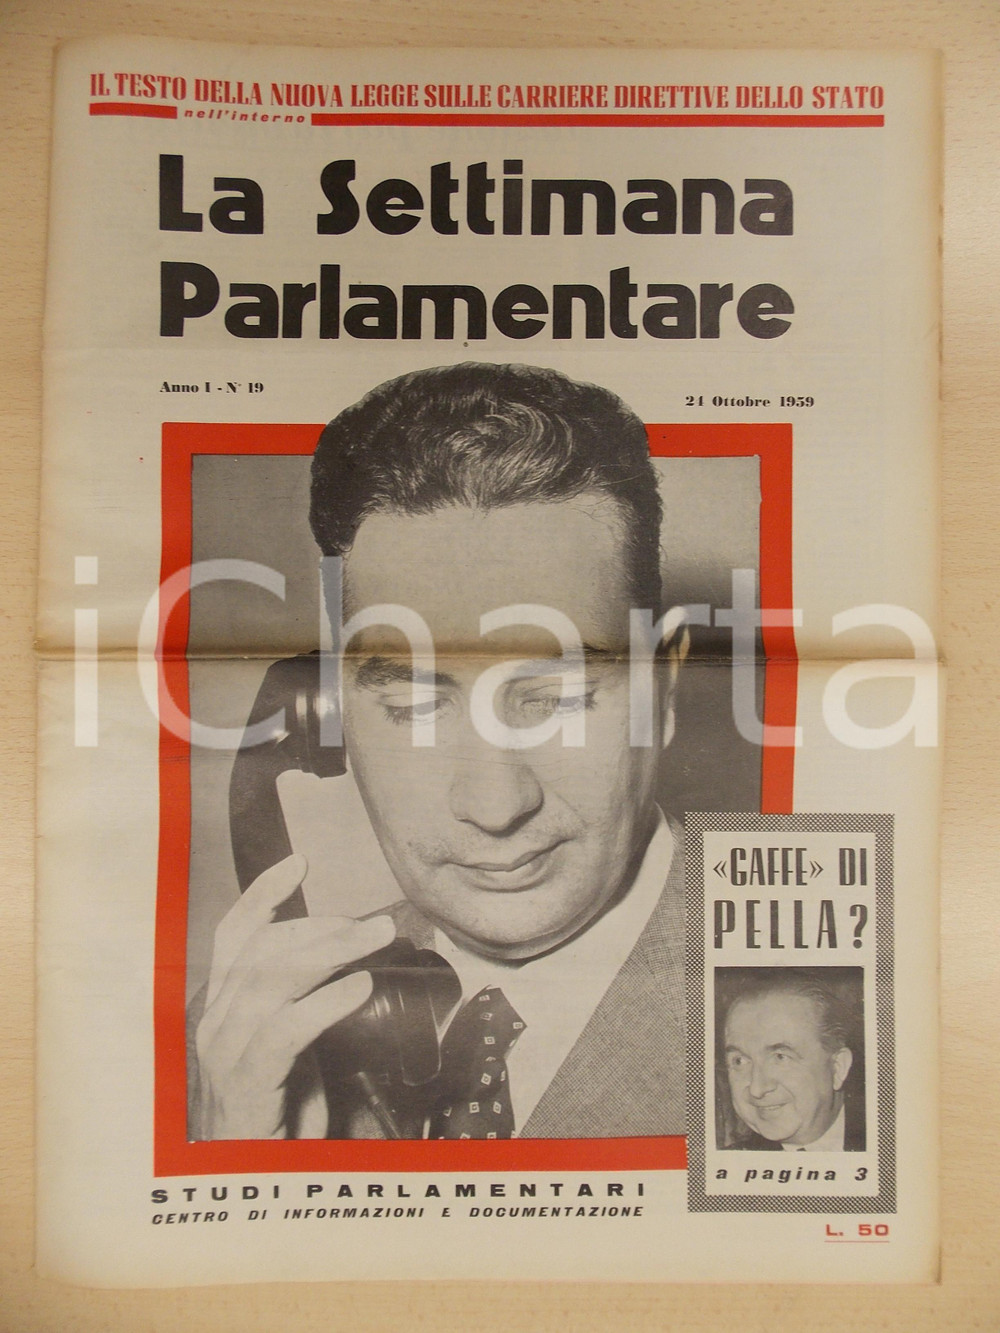 IL TESTO DELLA NUOVA LEGGE SULLE CARRIERE DIRETTIVE DELLO STATO
nell'interno
La Settimana
Parlamentare
Anno I - N° 19
24 Ottobre 1959
iCharta
«GAFFE» DI
PELLA?
a pagina 3
STUDI PARLAMENTARI
CENTRO DI INFORMAZIONI E DOCUMENTAZIONE
L. 50